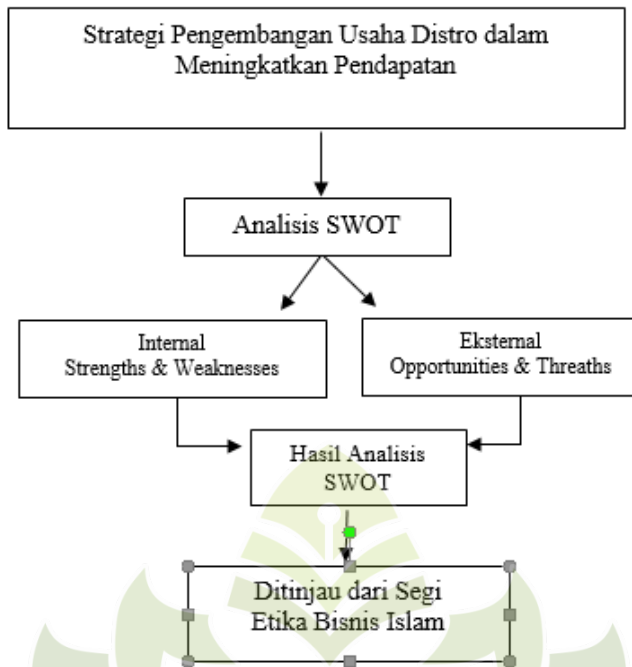 Strategi Pengembangan Usaha Distro dalam
Meningkatkan Pendapatan
Analisis SWOT
Internal
Strengths & Weaknesses
Eksternal
Opportunities & Threaths
Hasil Analisis
SWOT
Ditinjau dari Segi
Etika Bisnis Islam